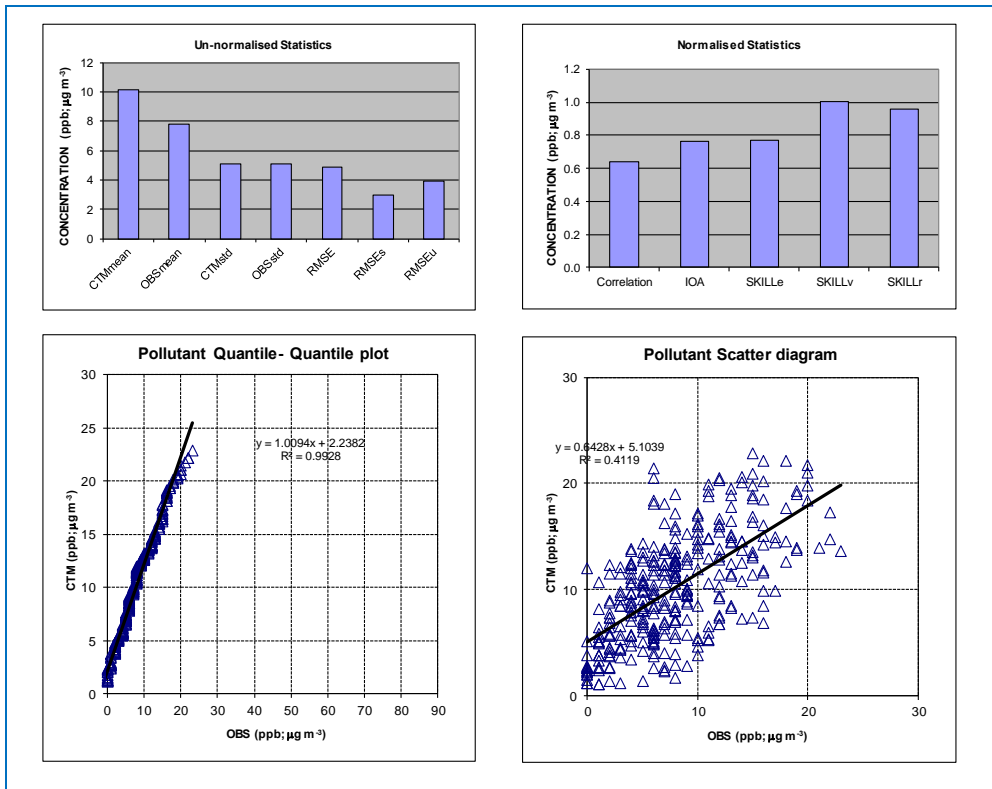 Un-normalised Statistics
CONCENTRATION (ppb; µg m-3)
12
10
8
6
4
2
0
CTMmean
OBSmean
CTMstd
OBSstd
RMSE
RMSEs
RMSEu
Normalised Statistics
CONCENTRATION (ppb; µg m-3)
1.2
1.0
0.8
0.6
0.4
0.2
0.0
Correlation IOA SKILLe SKILLv SKILLr
Pollutant Quantile- Quantile plot
CTM (ppb; µg m-3)
30
25
20
15
10
5
0
y = 1.0094x + 2.2382
R² = 0.9928
0 10 20 30 40 50 60 70 80 90
OBS (ppb; µg m-3)
Pollutant Scatter diagram
CTM (ppb; µg m-3)
30
20
10
0
y = 0.6428x + 5.1039
R² = 0.4119
0 10 20 30
OBS (ppb; µg m-3)